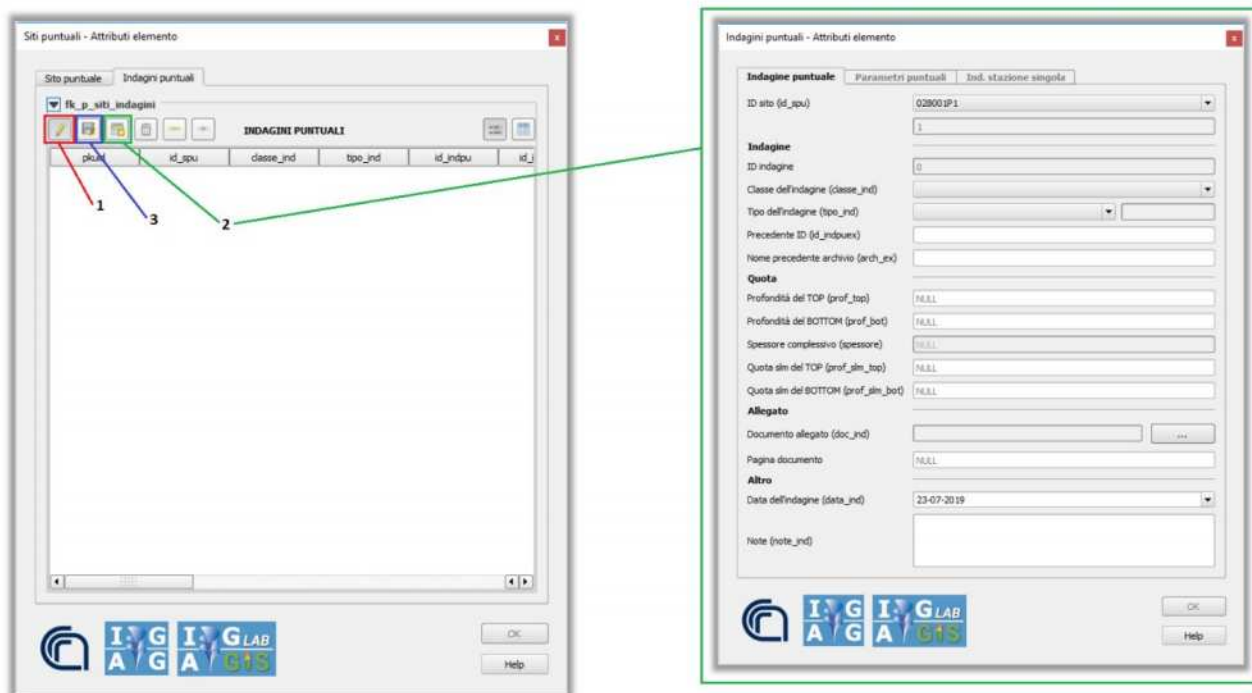 Siti puntuali - Attributi elemento
x
Sito puntuale Indagini puntuali
fk_p_siti_indagini
INDAGINI PUNTUALI
pkuid id_spu classe_ind tipo_ind id_indpu id_i
1
3
2
I G
A G
I G LAB
A GIS
OK
Help
Indagini puntuali - Attributi elemento
x
Indagine puntuale Parametri puntuali Ind. stazione singola
ID sito (id_spu) 028001P1
1
Indagine
ID indagine 0
Classe dell'indagine (classe_ind)
Tipo dell'indagine (tipo_ind)
Precedente ID (id_indpuex)
Nome precedente archivio (arch_ex)
Quota
Profondità del TOP (prof_top) NULL
Profondità del BOTTOM (prof_bot) NULL
Spessore complessivo (spessore) NULL
Quota slm del TOP (prof_slm_top) NULL
Quota slm del BOTTOM (prof_slm_bot) NULL
Allegato
Documento allegato (doc_ind) ...
Pagina documento NULL
Altro
Data dell'indagine (data_ind) 23-07-2019
Note (note_ind)
I G
A G
I G LAB
A GIS
OK
Help